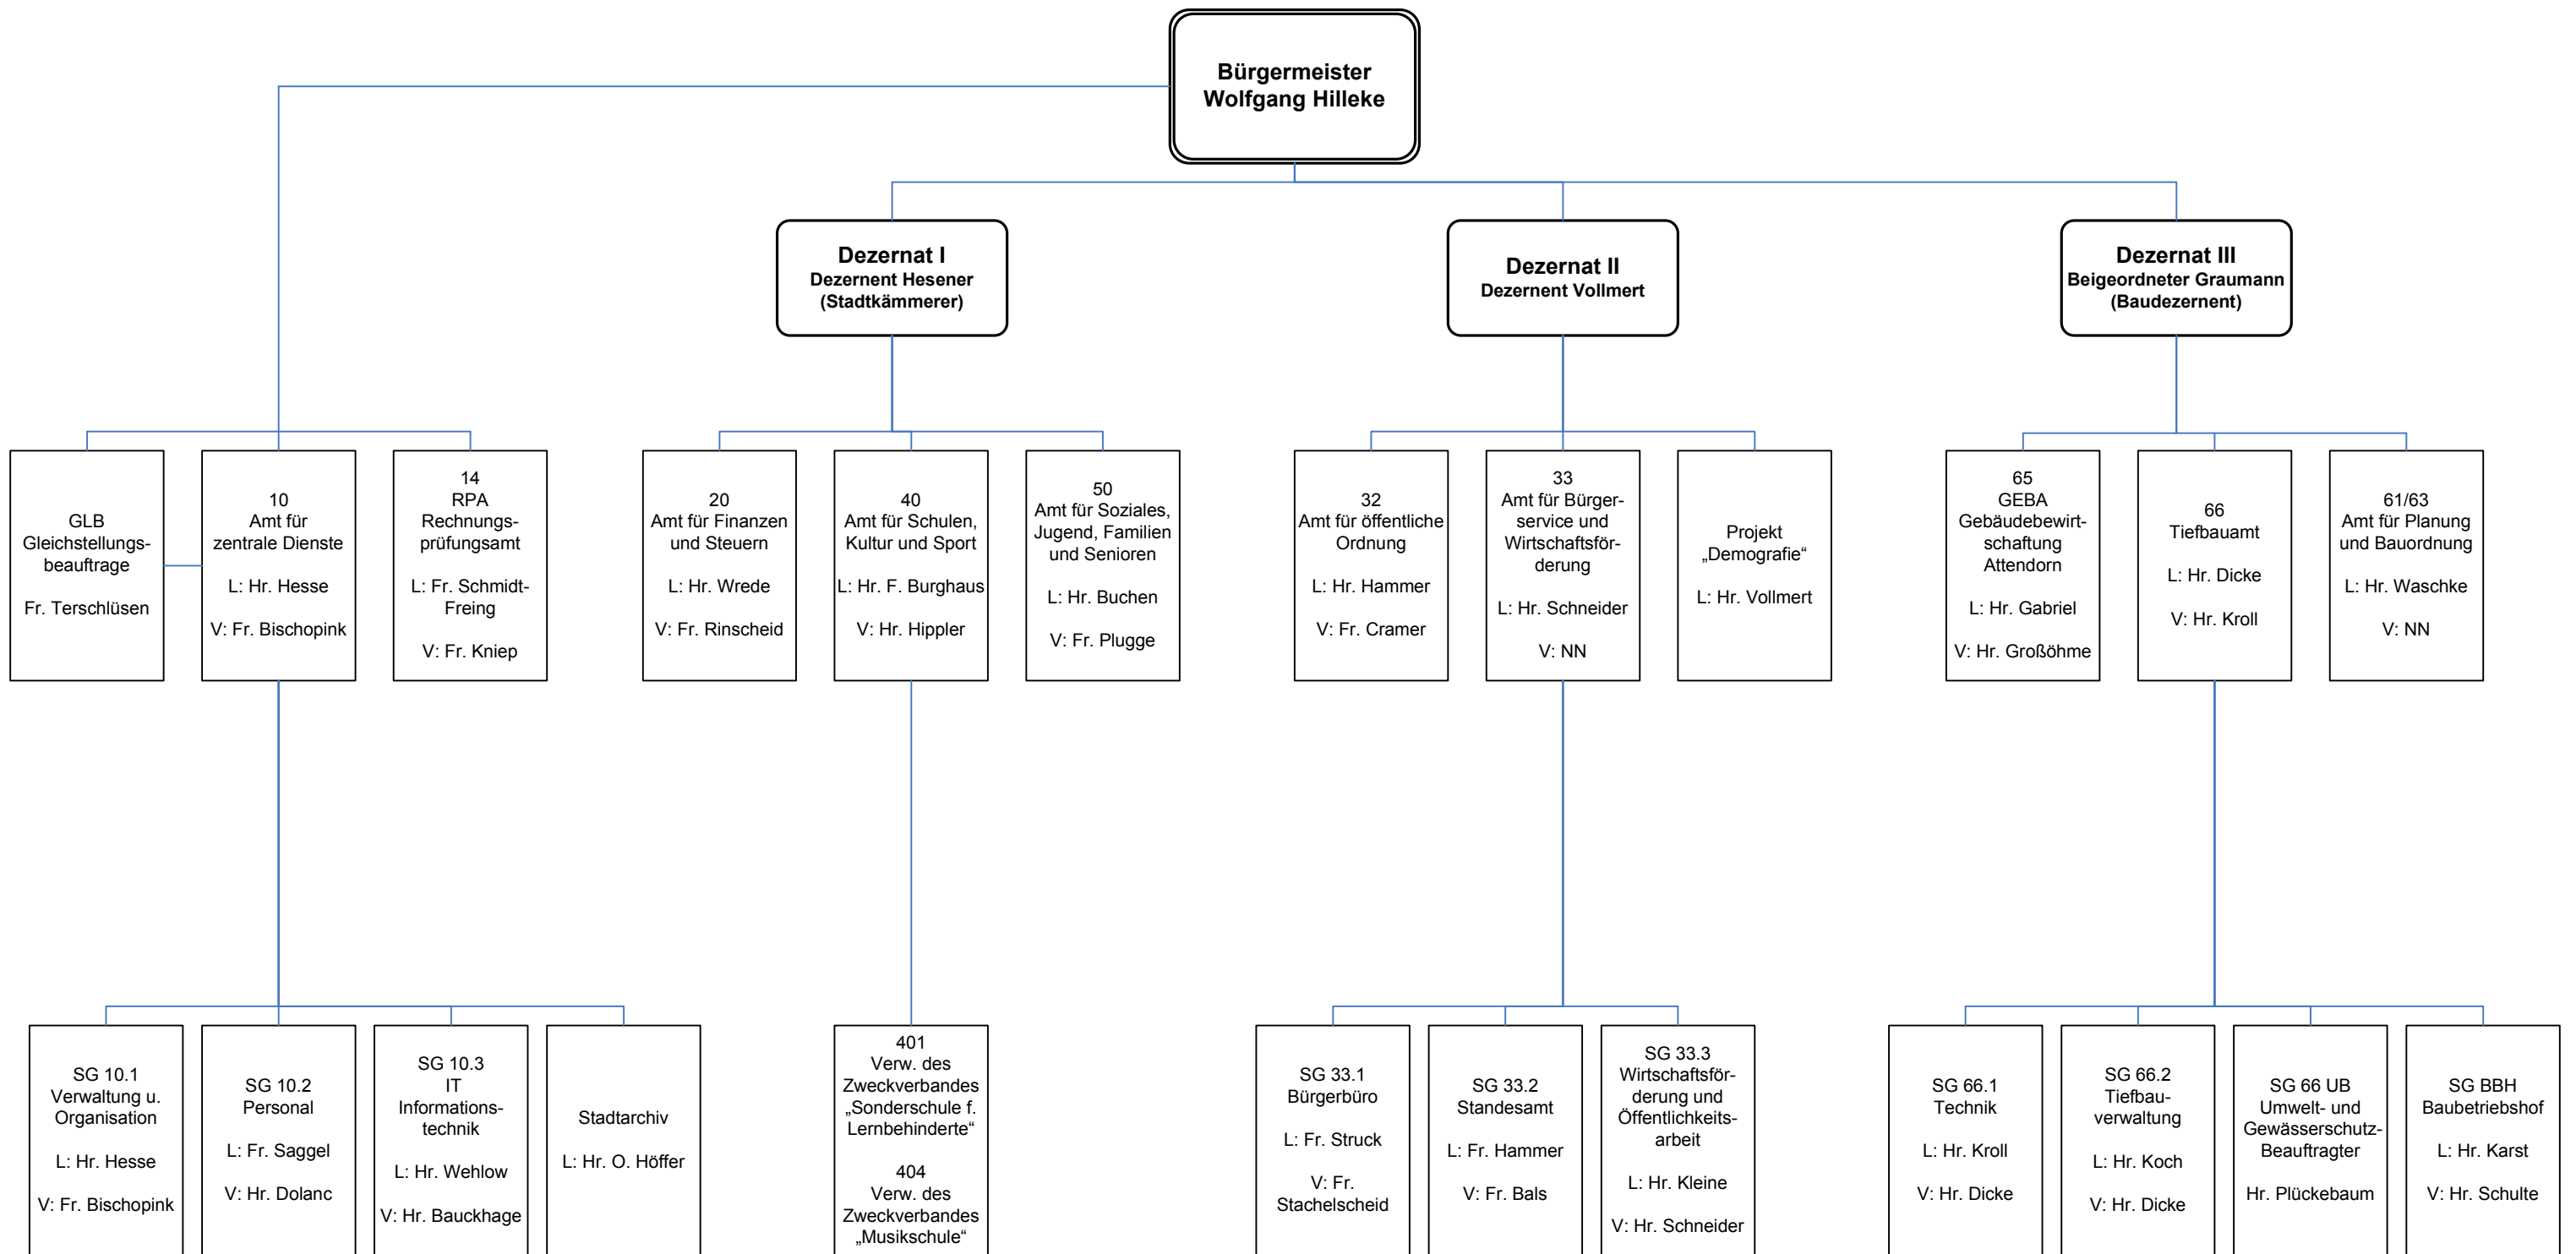 Bürgermeister
Wolfgang Hilleke
Dezernat I
Dezernent Hesener
(Stadtkämmerer)
Dezernat II
Dezernent Vollmert
Dezernat III
Beigeordneter Graumann
(Baudezernent)
GLB
Gleichstellungs-
beauftrage
Fr. Terschlüsen
10
Amt für
zentrale Dienste
L: Hr. Hesse
V: Fr. Bischopink
14
RPA
Rechnungs-
prüfungsamt
L: Fr. Schmidt-
Freing
V: Fr. Kniep
20
Amt für Finanzen
und Steuern
L: Hr. Wrede
V: Fr. Rinscheid
40
Amt für Schulen,
Kultur und Sport
L: Hr. F. Burghaus
V: Hr. Hippler
50
Amt für Soziales,
Jugend, Familien
und Senioren
L: Hr. Buchen
V: Fr. Plugge
32
Amt für öffentliche
Ordnung
L: Hr. Hammer
V: Fr. Cramer
33
Amt für Bürger-
service und
Wirtschaftsför-
derung
L: Hr. Schneider
V: NN
Projekt
„Demografie“
L: Hr. Vollmert
65
GEBA
Gebäudebewirt-
schaftung
Attendorn
L: Hr. Gabriel
V: Hr. Großöhme
66
Tiefbauamt
L: Hr. Dicke
V: Hr. Kroll
61/63
Amt für Planung
und Bauordnung
L: Hr. Waschke
V: NN
SG 10.1
Verwaltung u.
Organisation
L: Hr. Hesse
V: Fr. Bischopink
SG 10.2
Personal
L: Fr. Saggel
V: Hr. Dolanc
SG 10.3
IT
Informations-
technik
L: Hr. Wehlow
V: Hr. Bauckhage
Stadtarchiv
L: Hr. O. Höffer
401
Verw. des
Zweckverbandes
„Sonderschule f.
Lernbehinderte“
404
Verw. des
Zweckverbandes
„Musikschule“
SG 33.1
Bürgerbüro
L: Fr. Struck
V: Fr.
Stachelscheid
SG 33.2
Standesamt
L: Fr. Hammer
V: Fr. Bals
SG 33.3
Wirtschaftsför-
derung und
Öffentlichkeits-
arbeit
L: Hr. Kleine
V: Hr. Schneider
SG 66.1
Technik
L: Hr. Kroll
V: Hr. Dicke
SG 66.2
Tiefbau-
verwaltung
L: Hr. Koch
V: Hr. Dicke
SG 66 UB
Umwelt- und
Gewässerschutz-
Beauftragter
Hr. Plückebaum
SG BBH
Baubetriebshof
L: Hr. Karst
V: Hr. Schulte